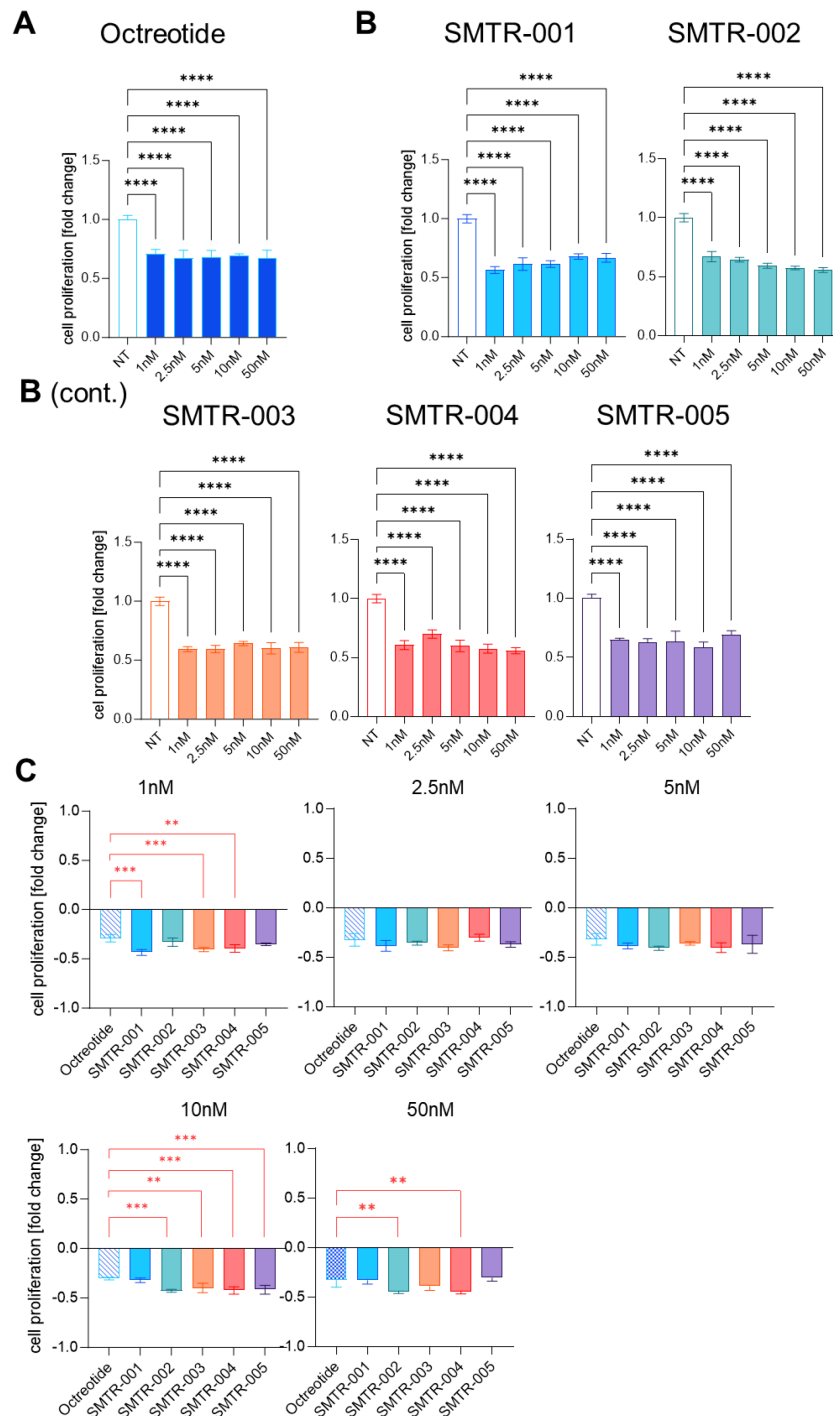 A
Octreotide
****
****
****
****
****
cell proliferation [fold change]
1.5
1.0
0.5
0.0
NT
1nM
2.5nM
5nM
10nM
50nM
B
SMTR-001
****
****
****
****
****
cell proliferation [fold change]
1.5
1.0
0.5
0.0
NT
1nM
2.5nM
5nM
10nM
50nM
SMTR-002
****
****
****
****
****
1.5
1.0
0.5
0.0
NT
1nM
2.5nM
5nM
10nM
50nM
B (cont.)
SMTR-003
****
****
****
****
****
cel proliferation [fold change]
1.5
1.0
0.5
0.0
NT
1nM
2.5nM
5nM
10nM
50nM
SMTR-004
****
****
****
****
****
1.5
1.0
0.5
0.0
NT
1nM
2.5nM
5nM
10nM
50nM
SMTR-005
****
****
****
****
****
1.5
1.0
0.5
0.0
NT
1nM
2.5nM
5nM
10nM
50nM
C
1nM
cell proliferation [fold change]
1.0
0.5
0.0
-0.5
-1.0
**
***
***
Octreotide
SMTR-001
SMTR-002
SMTR-003
SMTR-004
SMTR-005
2.5nM
1.0
0.5
0.0
-0.5
-1.0
Octreotide
SMTR-001
SMTR-002
SMTR-003
SMTR-004
SMTR-005
5nM
1.0
0.5
0.0
-0.5
-1.0
Octreotide
SMTR-001
SMTR-002
SMTR-003
SMTR-004
SMTR-005
10nM
cell proliferation [fold change]
1.0
0.5
0.0
-0.5
-1.0
***
***
**
***
Octreotide
SMTR-001
SMTR-002
SMTR-003
SMTR-004
SMTR-005
50nM
1.0
0.5
0.0
-0.5
-1.0
**
**
Octreotide
SMTR-001
SMTR-002
SMTR-003
SMTR-004
SMTR-005